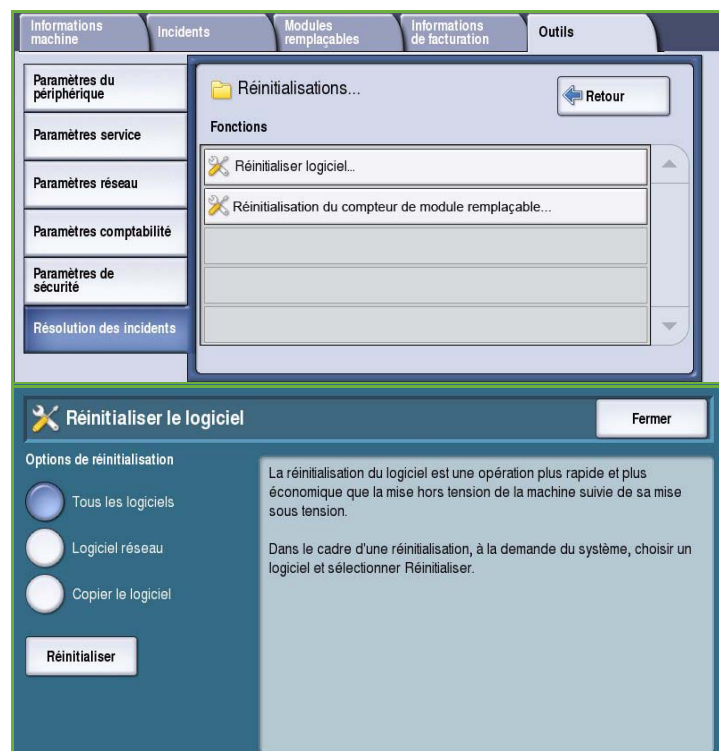 Informations
machine
Incidents
Modules
remplaçables
Informations
de facturation
Outils
Paramètres du
périphérique
Paramètres service
Paramètres réseau
Paramètres comptabilité
Paramètres de
sécurité
Résolution des incidents
Réinitialisations...
Retour
Fonctions
Réinitialiser logiciel...
Réinitialisation du compteur de module remplaçable...
Réinitialiser le logiciel
Fermer
Options de réinitialisation
Tous les logiciels
Logiciel réseau
Copier le logiciel
Réinitialiser
La réinitialisation du logiciel est une opération plus rapide et plus
économique que la mise hors tension de la machine suivie de sa mise
sous tension.
Dans le cadre d'une réinitialisation, à la demande du système, choisir un
logiciel et sélectionner Réinitialiser.